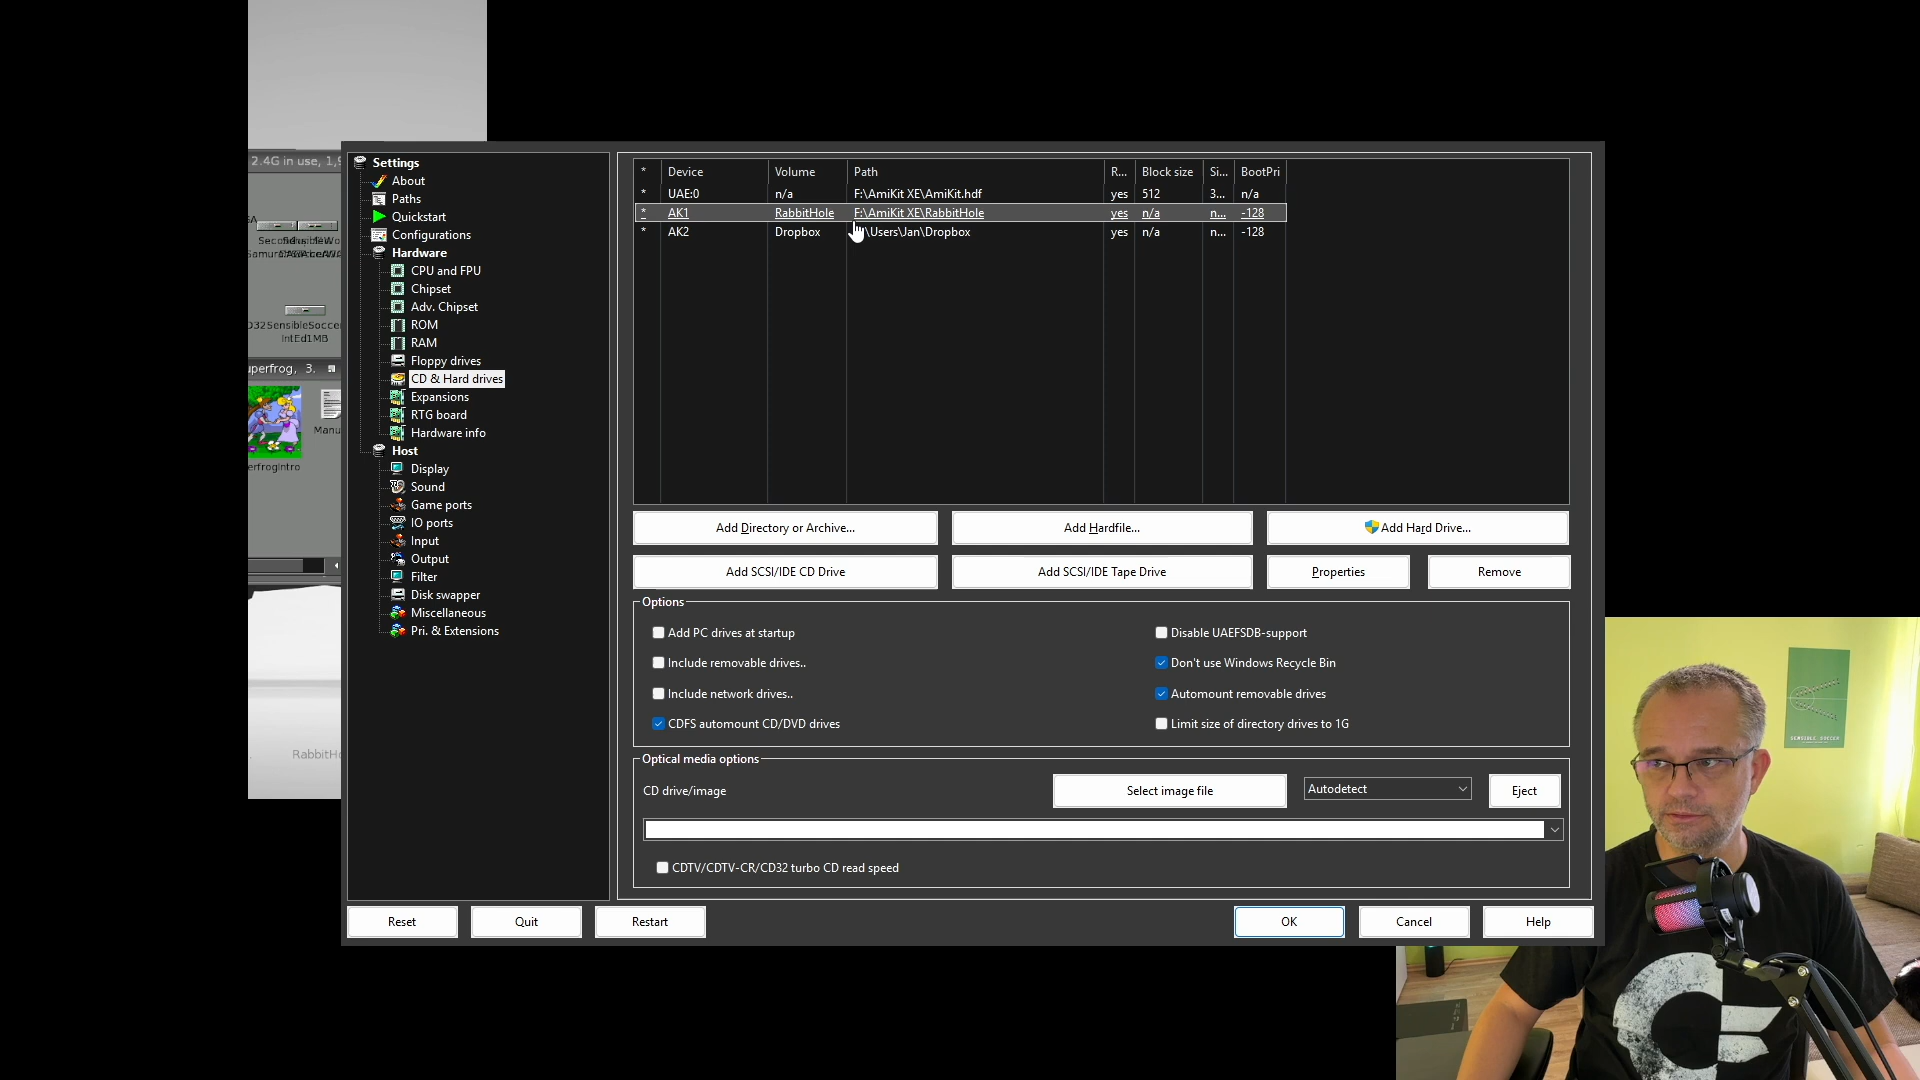 2.4G in use, 1,9
Settings
About
Paths
Quickstart
Configurations
Hardware
CPU and FPU
Chipset
Adv. Chipset
ROM
RAM
Floppy drives
CD & Hard drives
Expansions
RTG board
Hardware info
Host
Display
Sound
Game ports
IO ports
Input
Output
Filter
Disk swapper
Miscellaneous
Pri. & Extensions
D32SensibleSoccer
IntEd1MB
uperfrog, 3.
Manu
erfrogIntro
RabbitH
* Device Volume Path R... Block size Si... BootPri
* UAE:0 n/a F:\AmiKit XE\AmiKit.hdf yes 512 3... n/a
* AK1 RabbitHole F:\AmiKit XE\RabbitHole yes n/a n... -128
* AK2 Dropbox \Users\Jan\Dropbox yes n/a n... -128
Add Directory or Archive... Add Hardfile... Add Hard Drive...
Add SCSI/IDE CD Drive Add SCSI/IDE Tape Drive Properties Remove
Options
Add PC drives at startup Disable UAEFSDB-support
Include removable drives.. Don't use Windows Recycle Bin
Include network drives.. Automount removable drives
CDFS automount CD/DVD drives Limit size of directory drives to 1G
Optical media options
CD drive/image Select image file Autodetect Eject
CDTV/CDTV-CR/CD32 turbo CD read speed
Reset Quit Restart OK Cancel Help
SENSIBLE SOCCER